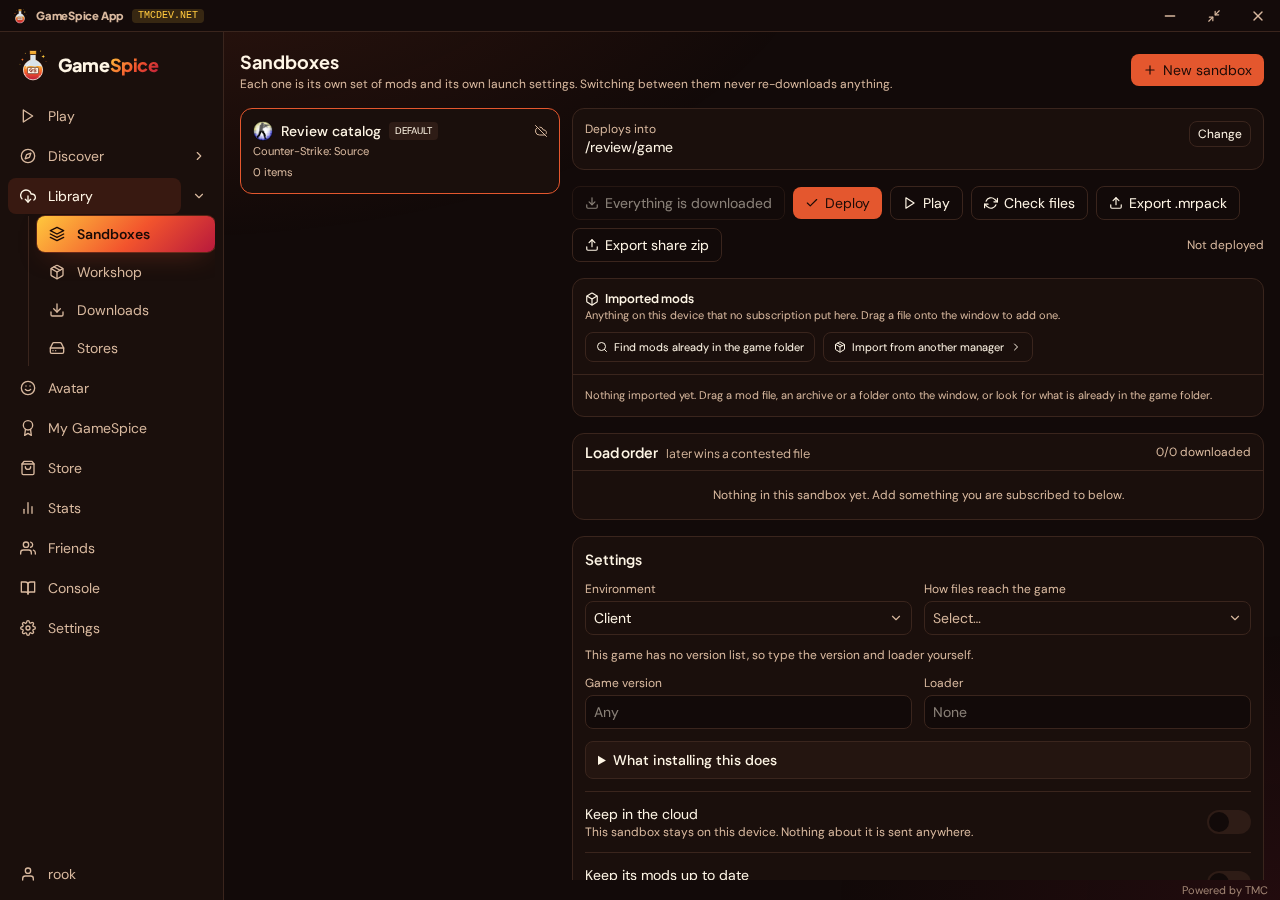 GameSpice App TMCDEV.NET
GameSpice
Play
Discover
Library
Sandboxes
Workshop
Downloads
Stores
Avatar
My GameSpice
Store
Stats
Friends
Console
Settings
rook
Sandboxes
Each one is its own set of mods and its own launch settings. Switching between them never re-downloads anything.
New sandbox
Review catalog DEFAULT
Counter-Strike: Source
0 items
Deploys into
/review/game
Change
Everything is downloaded Deploy Play Check files Export .mrpack
Export share zip Not deployed
Imported mods
Anything on this device that no subscription put here. Drag a file onto the window to add one.
Find mods already in the game folder Import from another manager
Nothing imported yet. Drag a mod file, an archive or a folder onto the window, or look for what is already in the game folder.
Load order later wins a contested file 0/0 downloaded
Nothing in this sandbox yet. Add something you are subscribed to below.
Settings
Environment How files reach the game
Client Select...
This game has no version list, so type the version and loader yourself.
Game version Loader
Any None
What installing this does
Keep in the cloud
This sandbox stays on this device. Nothing about it is sent anywhere.
Keep its mods up to date
Powered by TMC